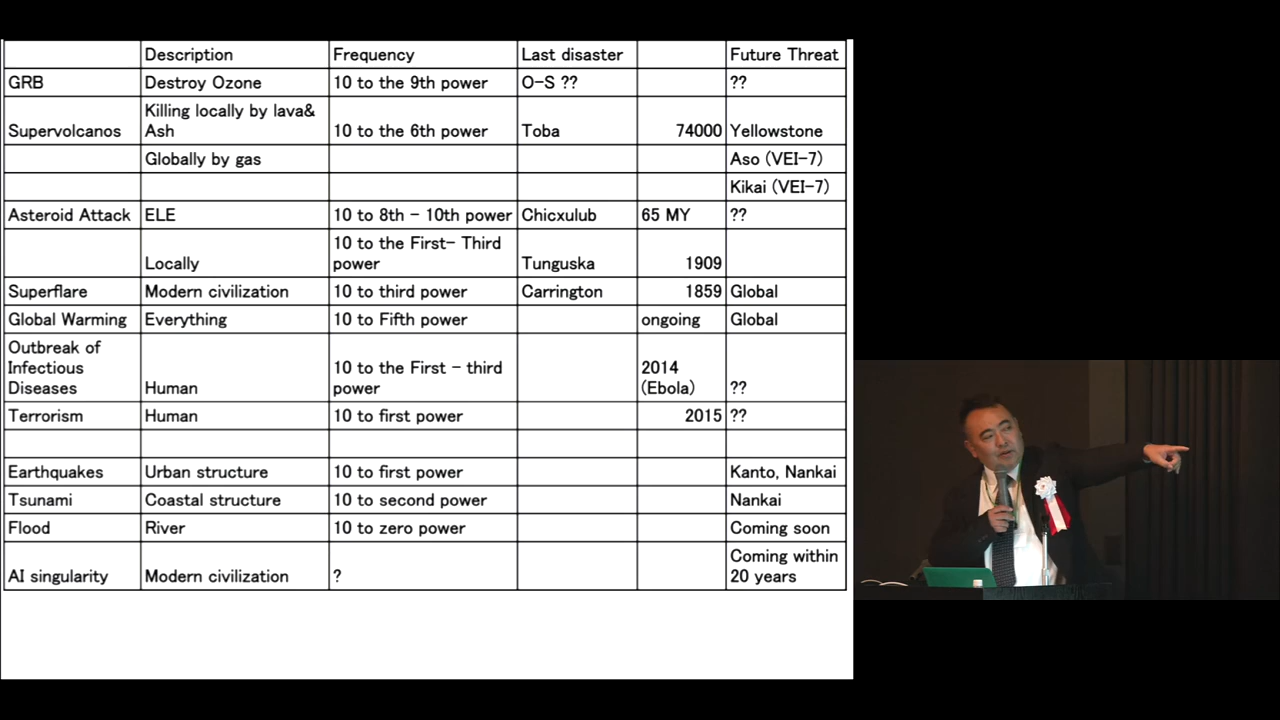 Description Frequency Last disaster Future Threat
GRB Destroy Ozone 10 to the 9th power O-S ?? ??
Killing locally by lava&
Supervolcanos Ash 10 to the 6th power Toba 74000 Yellowstone
Globally by gas Aso (VEI-7)
Kikai (VEI-7)
Asteroid Attack ELE 10 to 8th - 10th power Chicxulub 65 MY ??
10 to the First- Third
Locally power Tunguska 1909
Superflare Modern civilization 10 to third power Carrington 1859 Global
Global Warming Everything 10 to Fifth power ongoing Global
Outbreak of
Infectious 10 to the First - third 2014
Diseases Human power (Ebola) ??
Terrorism Human 10 to first power 2015 ??
Earthquakes Urban structure 10 to first power Kanto, Nankai
Tsunami Coastal structure 10 to second power Nankai
Flood River 10 to zero power Coming soon
Coming within
AI singularity Modern civilization ? 20 years